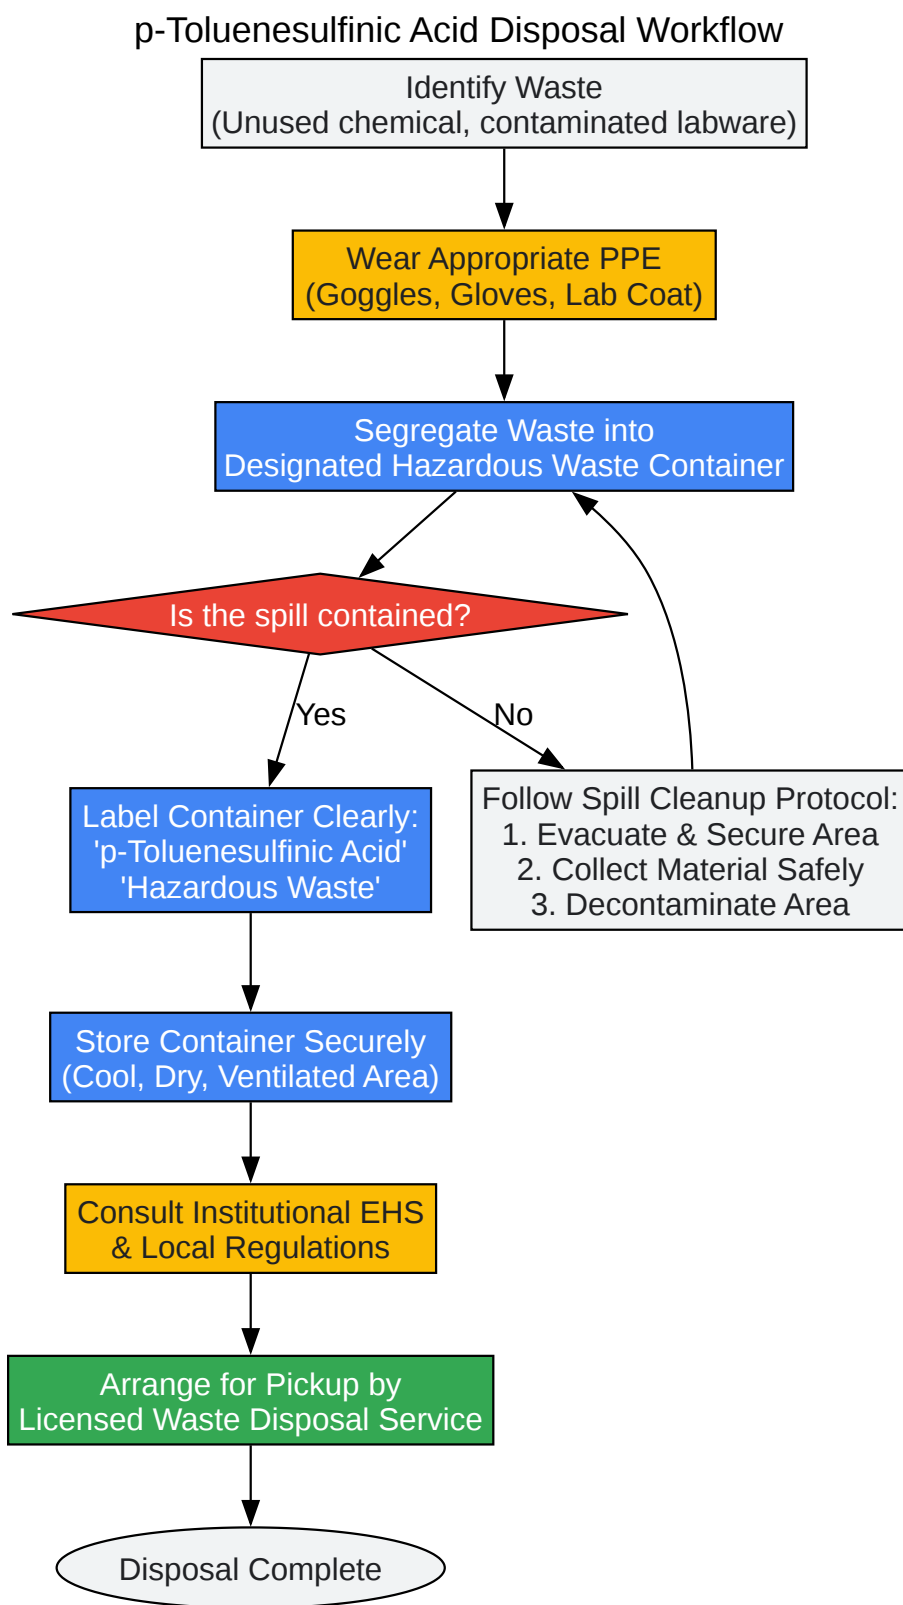 p-Toluenesulfinic Acid Disposal Workflow
Identify Waste
(Unused chemical, contaminated labware)
Wear Appropriate PPE
(Goggles, Gloves, Lab Coat)
Segregate Waste into
Designated Hazardous Waste Container
Is the spill contained?
Yes
No
Label Container Clearly:
'p-Toluenesulfinic Acid'
'Hazardous Waste'
Follow Spill Cleanup Protocol:
1. Evacuate & Secure Area
2. Collect Material Safely
3. Decontaminate Area
Store Container Securely
(Cool, Dry, Ventilated Area)
Consult Institutional EHS
& Local Regulations
Arrange for Pickup by
Licensed Waste Disposal Service
Disposal Complete